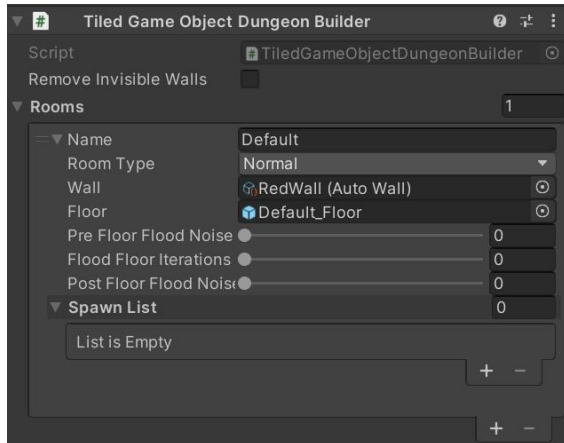 Tiled Game Object Dungeon Builder
Script TiledGameObjectDungeonBuilder
Remove Invisible Walls
Rooms 1
Name Default
Room Type Normal
Wall RedWall (Auto Wall)
Floor Default_Floor
Pre Floor Flood Noise 0
Flood Floor Iterations 0
Post Floor Flood Nois 0
Spawn List 0
List is Empty
+ −
+ −